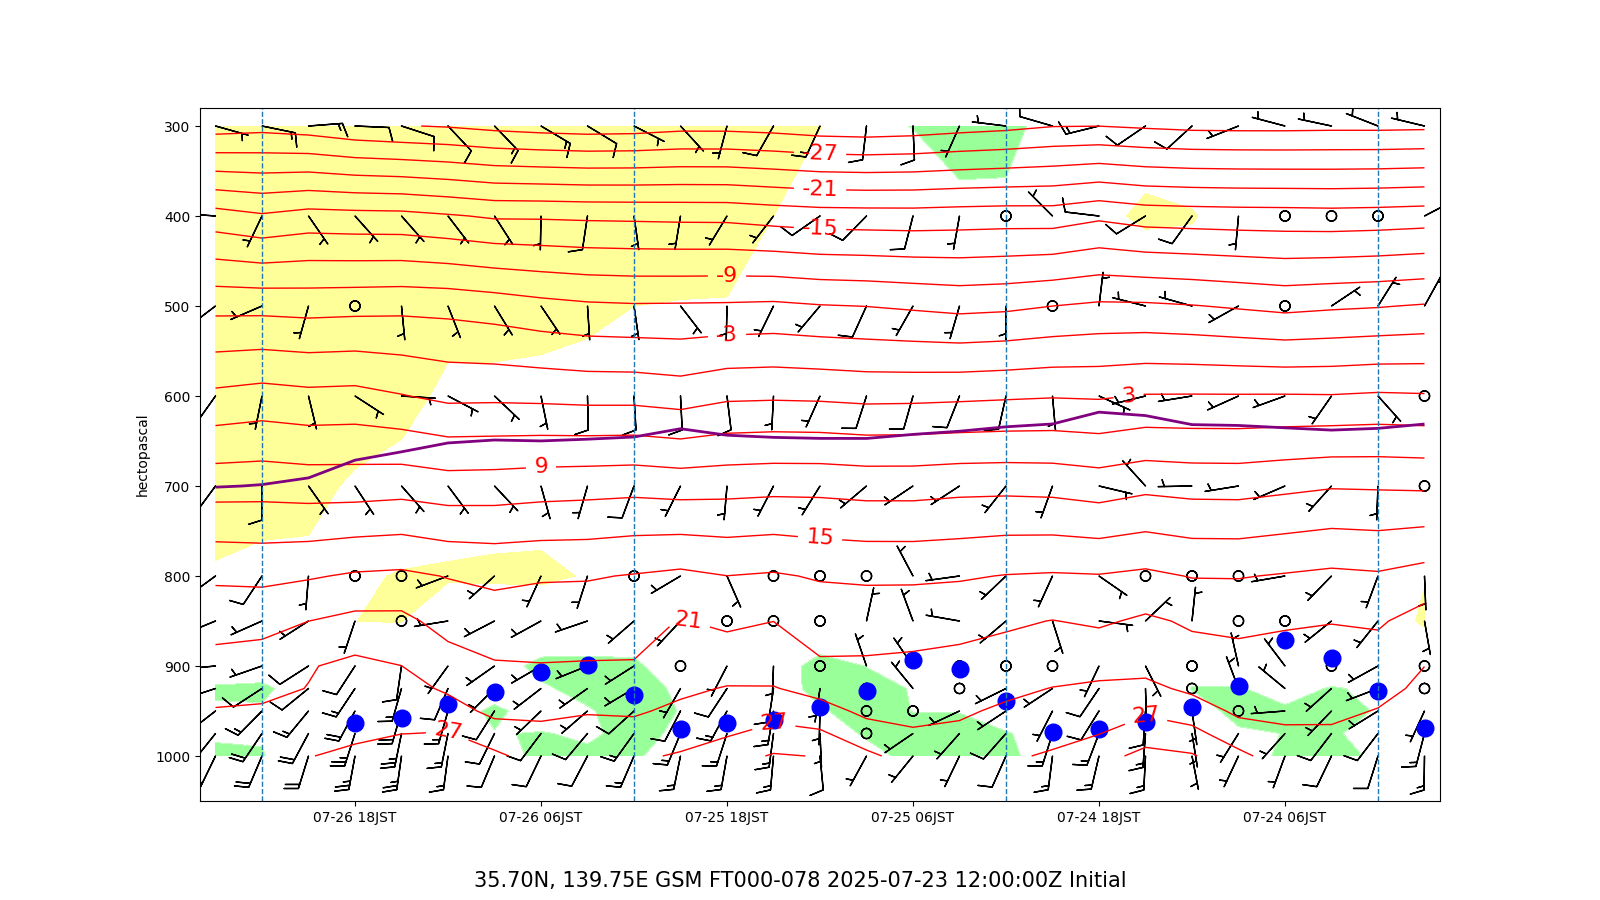 300
400
500
600
700
800
900
1000
hectopascal
-27
-21
-15
-9
-3
3
9
15
21
27
27
27
07-26 18JST
07-26 06JST
07-25 18JST
07-25 06JST
07-24 18JST
07-24 06JST
35.70N, 139.75E GSM FT000-078 2025-07-23 12:00:00Z Initial